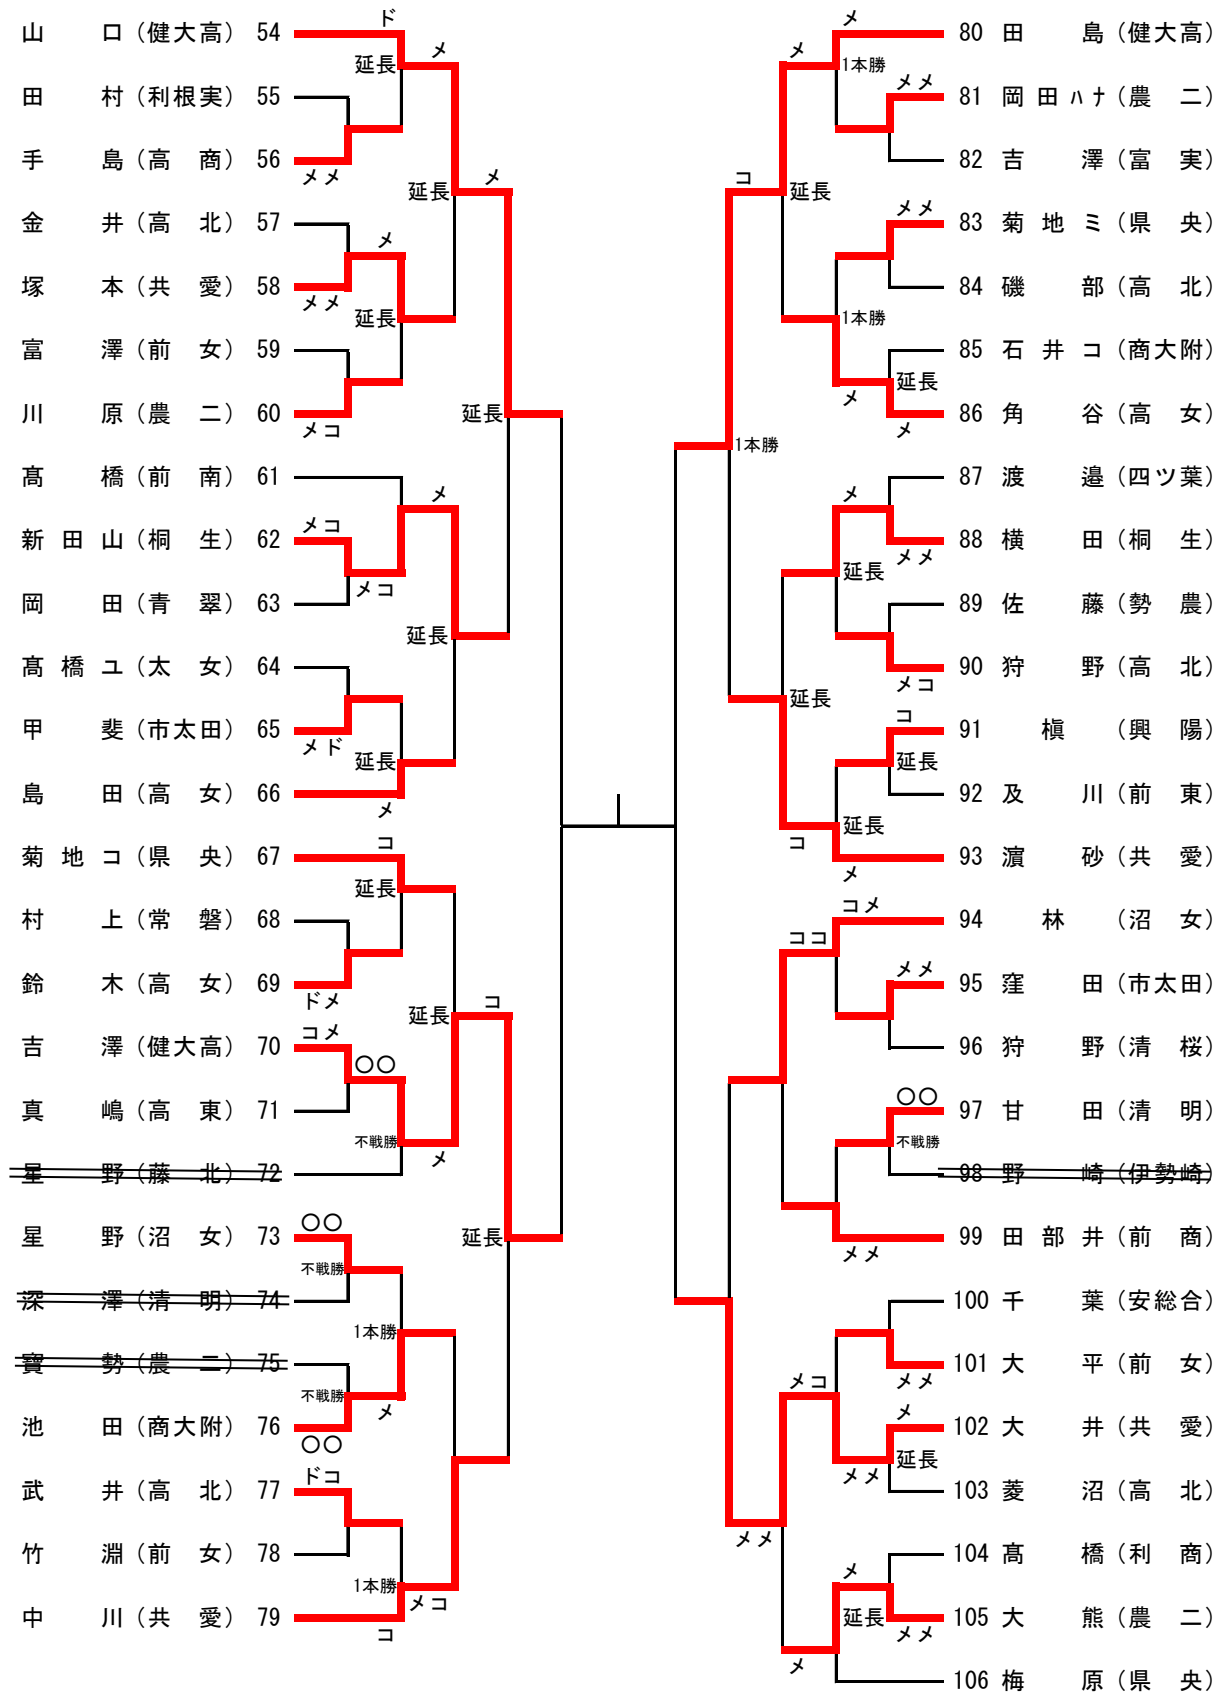 山口（健大高） 54
田村（利根実） 55
手島（高商） 56
金井（高北） 57
塚本（共愛） 58
富澤（前女） 59
川原（農二） 60
髙橋（前南） 61
新田山（桐生） 62
岡田（青翠） 63
髙橋ユ（太女） 64
甲斐（市太田） 65
島田（高女） 66
菊地コ（県央） 67
村上（常磐） 68
鈴木（高女） 69
吉澤（健大高） 70
真嶋（高東） 71
星野（藤北） 72
星野（沼女） 73
深澤（清明） 74
寶勢（農二） 75
池田（商大附） 76
武井（高北） 77
竹淵（前女） 78
中川（共愛） 79
ド
メメ
メメ
メコ
メコ
メド
メ
コ
ドメ
コメ
〇〇
不戦勝
不戦勝
〇〇
ドコ
コ
延長
メ
延長
メコ
延長
延長
〇〇
不戦勝
1本勝
メ
1本勝
メ
延長
メ
延長
延長
メ
メコ
メ
延長
コ
延長
コ
1本勝
メ
延長
延長
コ
ココ
メコ
メ
メメ
メ
1本勝
1本勝
メ
メ
延長
延長
メ
コメ
メメ
メメ
メ
延長
メメ
メメ
延長
メ
メメ
メコ
コ
延長
メメ
〇〇
不戦勝
メメ
メ
延長
メメ
80 田島（健大高）
81 岡田ハナ（農二）
82 吉澤（富実）
83 菊地ミ（県央）
84 磯部（高北）
85 石井コ（商大附）
86 角谷（高女）
87 渡邉（四ツ葉）
88 横田（桐生）
89 佐藤（勢農）
90 狩野（高北）
91 槇（興陽）
92 及川（前東）
93 濵砂（共愛）
94 林（沼女）
95 窪田（市太田）
96 狩野（清桜）
97 甘田（清明）
98 野崎（伊勢崎）
99 田部井（前商）
100 千葉（安総合）
101 大平（前女）
102 大井（共愛）
103 菱沼（高北）
104 髙橋（利商）
105 大熊（農二）
106 梅原（県央）